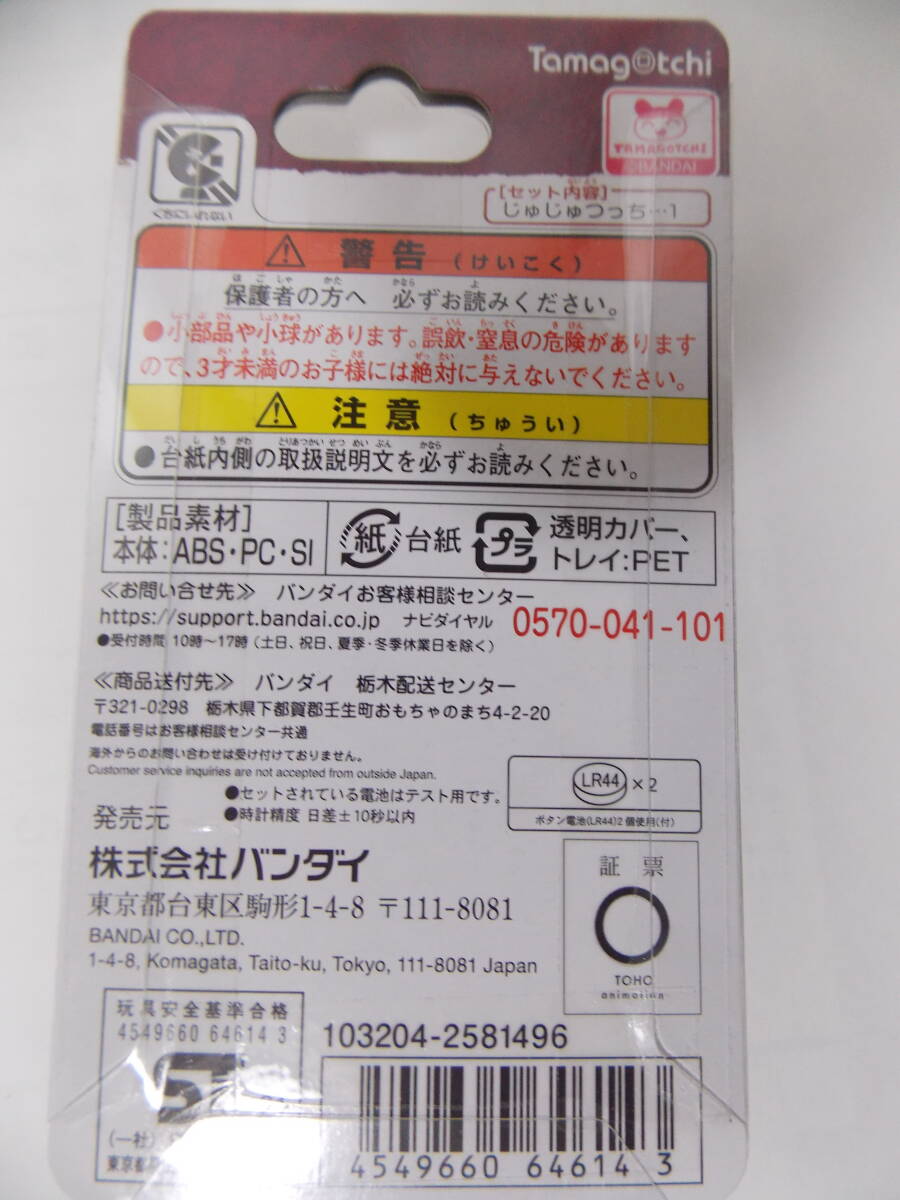 Tamagotchi
TAMAGOTCHI
©BANDAI
くちにいれない
[セット内容]
じゅじゅつっち…1
警告(けいこく)
保護者の方へ 必ずお読みください。
●小部品や小球があります。誤飲・窒息の危険があります
ので、3才未満のお子様には絶対に与えないでください。
注意(ちゅうい)
●台紙内側の取扱説明文を必ずお読みください。
[製品素材]
本体:ABS・PC・SI
紙 台紙
プラ 透明カバー、
トレイ:PET
≪お問い合せ先≫ バンダイお客様相談センター
https://support.bandai.co.jp ナビダイヤル 0570-041-101
●受付時間 10時〜17時(土日、祝日、夏季・冬季休業日を除く)
≪商品送付先≫ バンダイ 栃木配送センター
〒321-0298 栃木県下都賀郡壬生町おもちゃのまち4-2-20
電話番号はお客様相談センター共通
海外からのお問い合わせは受け付けておりません。
Customer service inquiries are not accepted from outside Japan.
●セットされている電池はテスト用です。
●時計精度 日差±10秒以内
LR44 ×2
ボタン電池(LR44)2個使用(付)
発売元
株式会社バンダイ
東京都台東区駒形1-4-8 〒111-8081
BANDAI CO.,LTD.
1-4-8, Komagata, Taito-ku, Tokyo, 111-8081 Japan
証票
TOHO
animation
玩具安全基準合格
4549660 64614 3
ST
(一社)
東京都
103204-2581496
4549660 646143